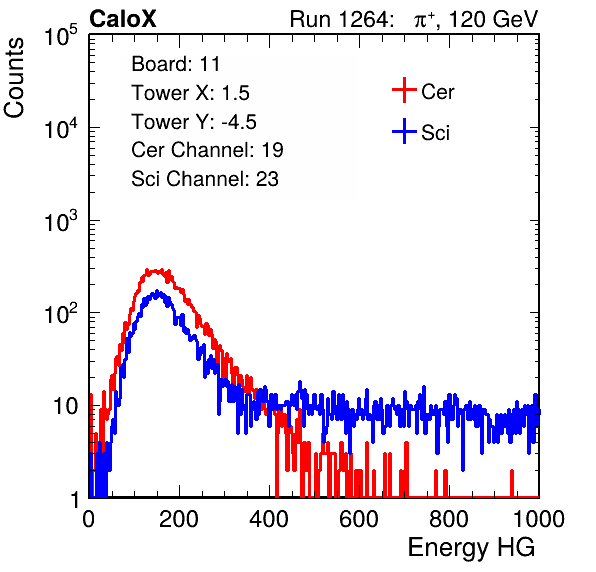 CaloX Run 1264: π⁺, 120 GeV
Counts
10⁵
10⁴
10³
10²
10
1
Board: 11
Tower X: 1.5
Tower Y: -4.5
Cer Channel: 19
Sci Channel: 23
Cer
Sci
0 200 400 600 800 1000
Energy HG